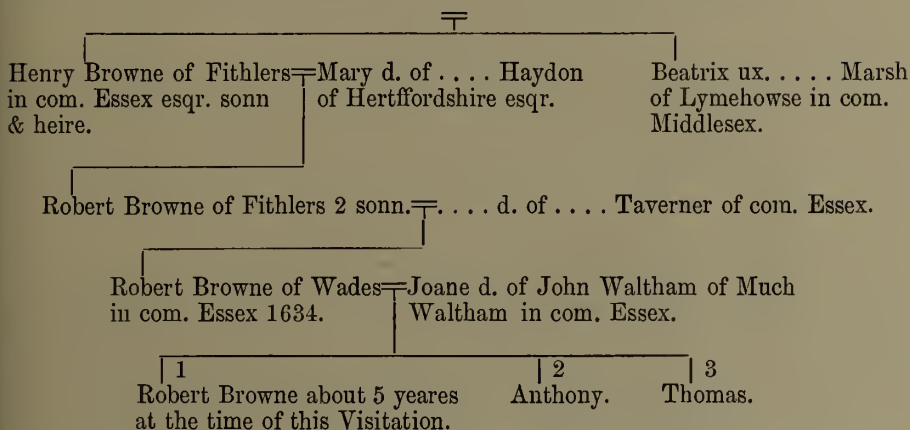 Henry Browne of Fithlers=Mary d. of . . . . Haydon
in com. Essex esqr. sonn of Hertffordshire esqr.
& heire.
Beatrix ux. . . . . Marsh
of Lymehowse in com.
Middlesex.
Robert Browne of Fithlers 2 sonn.=. . . . d. of . . . . Taverner of com. Essex.
Robert Browne of Wades=Joane d. of John Waltham of Much
in com. Essex 1634. Waltham in com. Essex.
1
Robert Browne about 5 yeares
at the time of this Visitation.
2
Anthony.
3
Thomas.